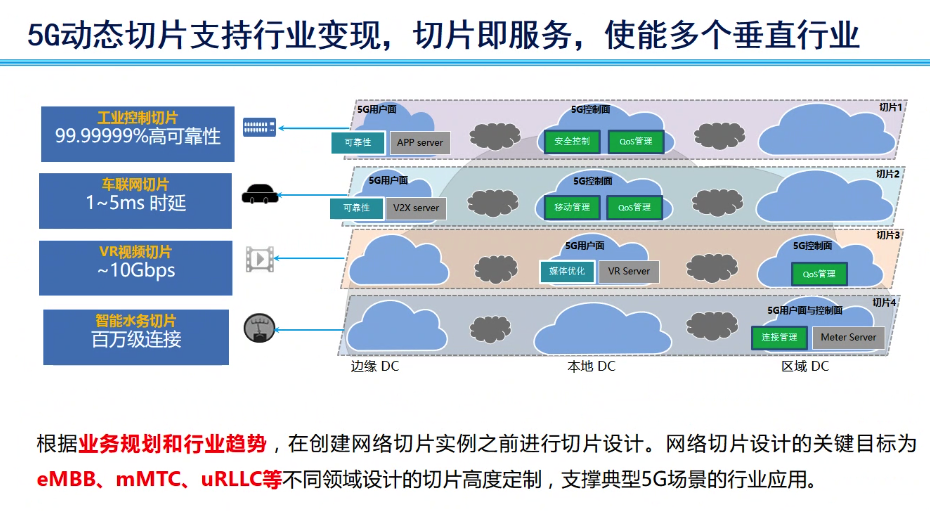 5G动态切片支持行业变现，切片即服务，使能多个垂直行业
工业控制切片
99.99999%高可靠性
5G用户面
可靠性
APP server
5G控制面
安全控制
QoS管理
切片1
车联网切片
1~5ms 时延
5G用户面
可靠性
V2X server
5G控制面
移动管理
QoS管理
切片2
VR视频切片
~10Gbps
5G用户面
媒体优化
VR Server
5G控制面
QoS管理
切片3
智能水务切片
百万级连接
5G用户面与控制面
连接管理
Meter Server
切片4
边缘 DC
本地 DC
区域 DC
根据业务规划和行业趋势，在创建网络切片实例之前进行切片设计。网络切片设计的关键目标为
eMBB、mMTC、uRLLC等不同领域设计的切片高度定制，支撑典型5G场景的行业应用。